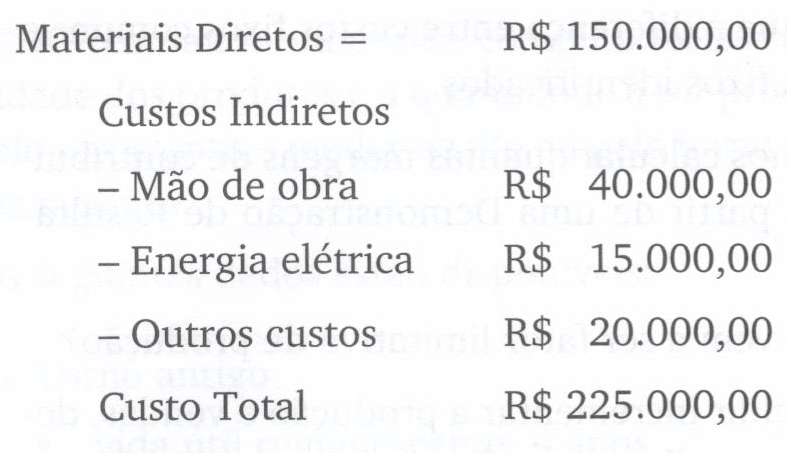 Materiais Diretos = R$ 150.000,00
Custos Indiretos
– Mão de obra R$ 40.000,00
– Energia elétrica R$ 15.000,00
– Outros custos R$ 20.000,00
Custo Total R$ 225.000,00